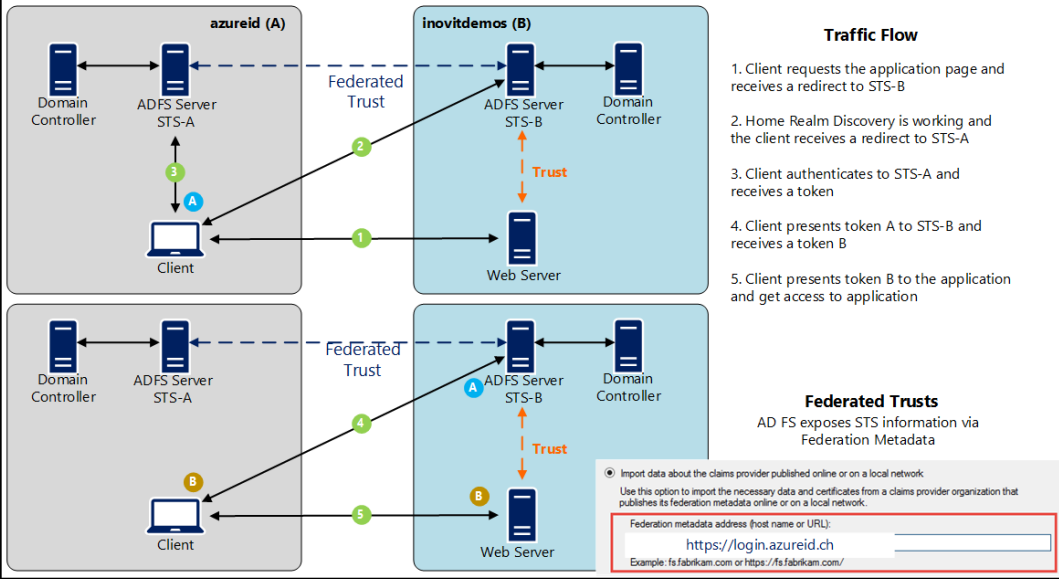 azureid (A)
inovitdemos (B)
Domain
Controller
ADFS Server
STS-A
Federated
Trust
ADFS Server
STS-B
Domain
Controller
2
3
A
Trust
1
Client
Web Server
Domain
Controller
ADFS Server
STS-A
Federated
Trust
A
ADFS Server
STS-B
Domain
Controller
4
Trust
B
B
5
Client
Web Server
Traffic Flow
1. Client requests the application page and
receives a redirect to STS-B
2. Home Realm Discovery is working and
the client receives a redirect to STS-A
3. Client authenticates to STS-A and
receives a token
4. Client presents token A to STS-B and
receives a token B
5. Client presents token B to the application
and get access to application
Federated Trusts
AD FS exposes STS information via
Federation Metadata
Import data about the claims provider published online or on a local network
Use this option to import the necessary data and certificates from a claims provider organization that
publishes its federation metadata online or on a local network.
Federation metadata address (host name or URL):
https://login.azureid.ch
Example: fs.fabrikam.com or https://fs.fabrikam.com/